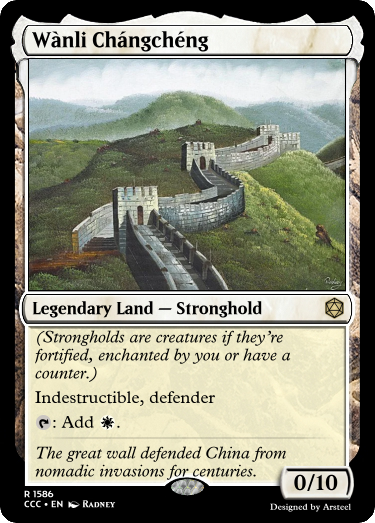 Wànli Chángchéng
Legendary Land — Stronghold
(Strongholds are creatures if they're
fortified, enchanted by you or have a
counter.)
Indestructible, defender
: Add .
The great wall defended China from
nomadic invasions for centuries.
0/10
R 1586
CCC • EN Radney
Designed by Arsteel